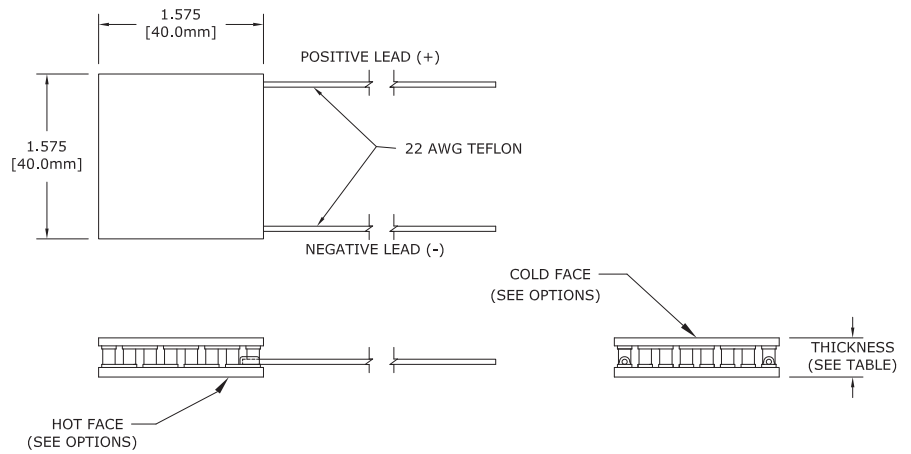 1.575
[40.0mm]
POSITIVE LEAD (+)
1.575
[40.0mm]
22 AWG TEFLON
NEGATIVE LEAD (-)
COLD FACE
(SEE OPTIONS)
THICKNESS
(SEE TABLE)
HOT FACE
(SEE OPTIONS)